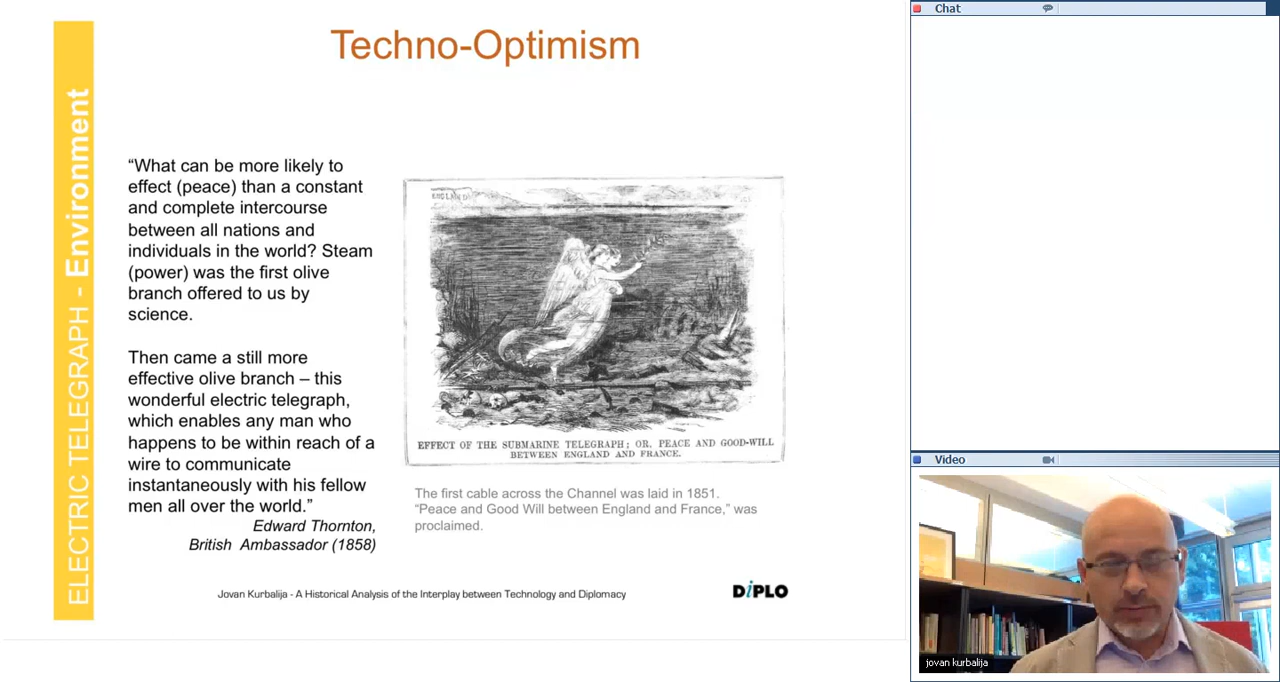 Techno-Optimism
ELECTRIC TELEGRAPH - Environment
“What can be more likely to
effect (peace) than a constant
and complete intercourse
between all nations and
individuals in the world? Steam
(power) was the first olive
branch offered to us by
science.
Then came a still more
effective olive branch – this
wonderful electric telegraph,
which enables any man who
happens to be within reach of a
wire to communicate
instantaneously with his fellow
men all over the world.”
Edward Thornton,
British Ambassador (1858)
ENGLAND
EFFECT OF THE SUBMARINE TELEGRAPH; OR, PEACE AND GOOD-WILL
BETWEEN ENGLAND AND FRANCE.
The first cable across the Channel was laid in 1851.
“Peace and Good Will between England and France,” was
proclaimed.
Jovan Kurbalija - A Historical Analysis of the Interplay between Technology and Diplomacy
DiPLO
Chat
Video
jovan kurbalija